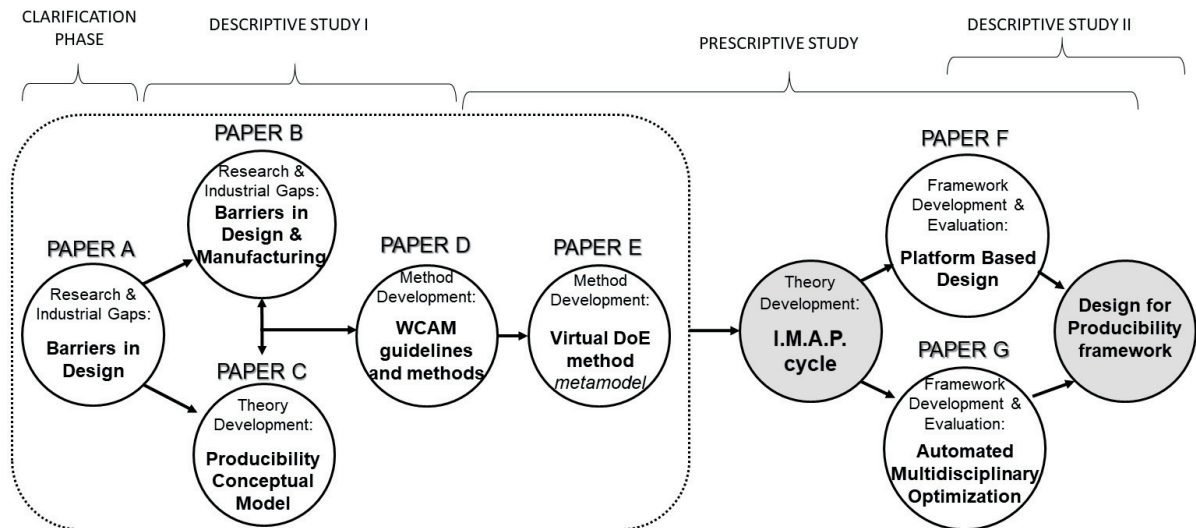 CLARIFICATION
PHASE
DESCRIPTIVE STUDY I
PRESCRIPTIVE STUDY
DESCRIPTIVE STUDY II
PAPER A
Research &
Industrial Gaps:
Barriers in
Design
PAPER B
Research &
Industrial Gaps:
Barriers in
Design &
Manufacturing
PAPER C
Theory
Development:
Producibility
Conceptual
Model
PAPER D
Method
Development:
WCAM
guidelines
and methods
PAPER E
Method
Development:
Virtual DoE
method
metamodel
Theory
Development:
I.M.A.P.
cycle
PAPER F
Framework
Development &
Evaluation:
Platform Based
Design
PAPER G
Framework
Development &
Evaluation:
Automated
Multidisciplinary
Optimization
Design for
Producibility
framework